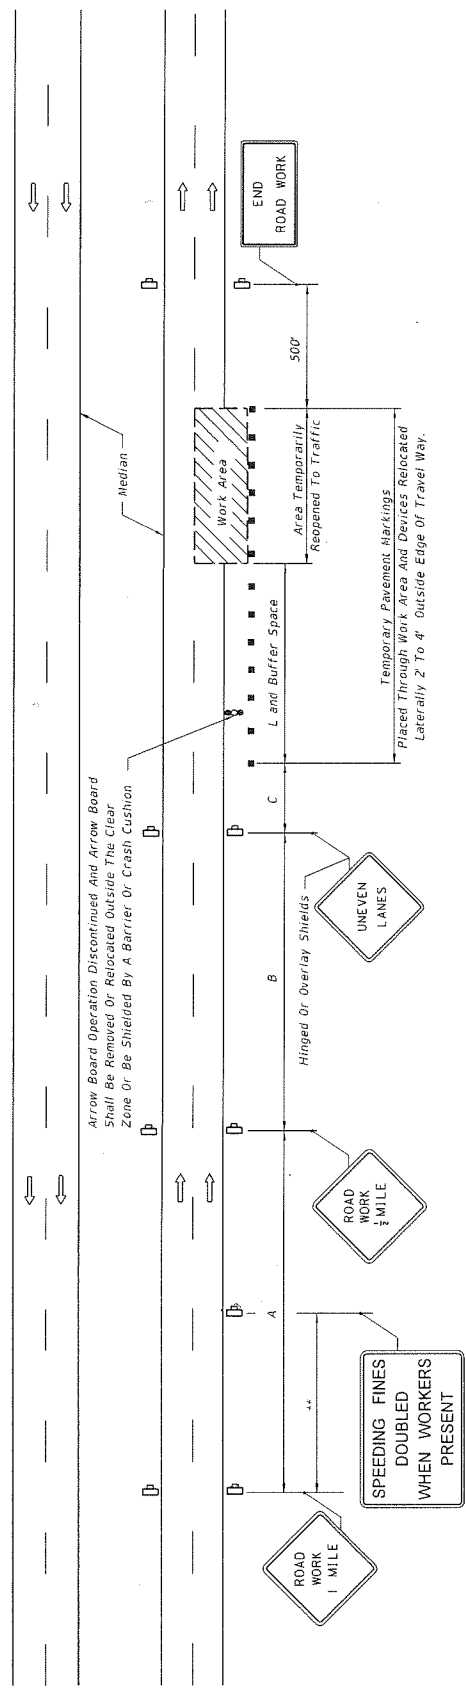 Arrow Board Operation Discontinued And Arrow Board
Shall Be Removed Or Relocated Outside The Clear
Zone Or Be Shielded By A Barrier Or Crash Cushion
Median
Work Area
ROAD
WORK
1 MILE
SPEEDING FINES
DOUBLED
WHEN WORKERS
PRESENT
**
A
ROAD
WORK
½ MILE
B
Hinged Or Overlay Shields
UNEVEN
LANES
C
L and Buffer Space
Area Temporarily
Reopened To Traffic
500'
END
ROAD WORK
Temporary Pavement Markings
Placed Through Work Area And Devices Relocated
Laterally 2' To 4' Outside Edge Of Travel Way.